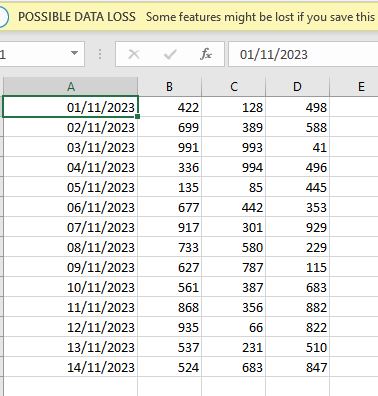 POSSIBLE DATA LOSS Some features might be lost if you save this
1 fx 01/11/2023
A B C D E
01/11/2023 422 128 498
02/11/2023 699 389 588
03/11/2023 991 993 41
04/11/2023 336 994 496
05/11/2023 135 85 445
06/11/2023 677 442 353
07/11/2023 917 301 929
08/11/2023 733 580 229
09/11/2023 627 787 115
10/11/2023 561 387 683
11/11/2023 868 356 882
12/11/2023 935 66 822
13/11/2023 537 231 510
14/11/2023 524 683 847